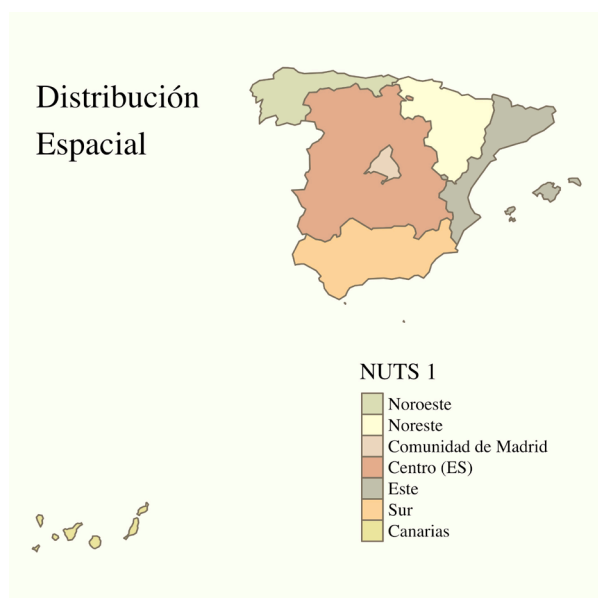 Distribución
Espacial
NUTS 1
Noroeste
Noreste
Comunidad de Madrid
Centro (ES)
Este
Sur
Canarias